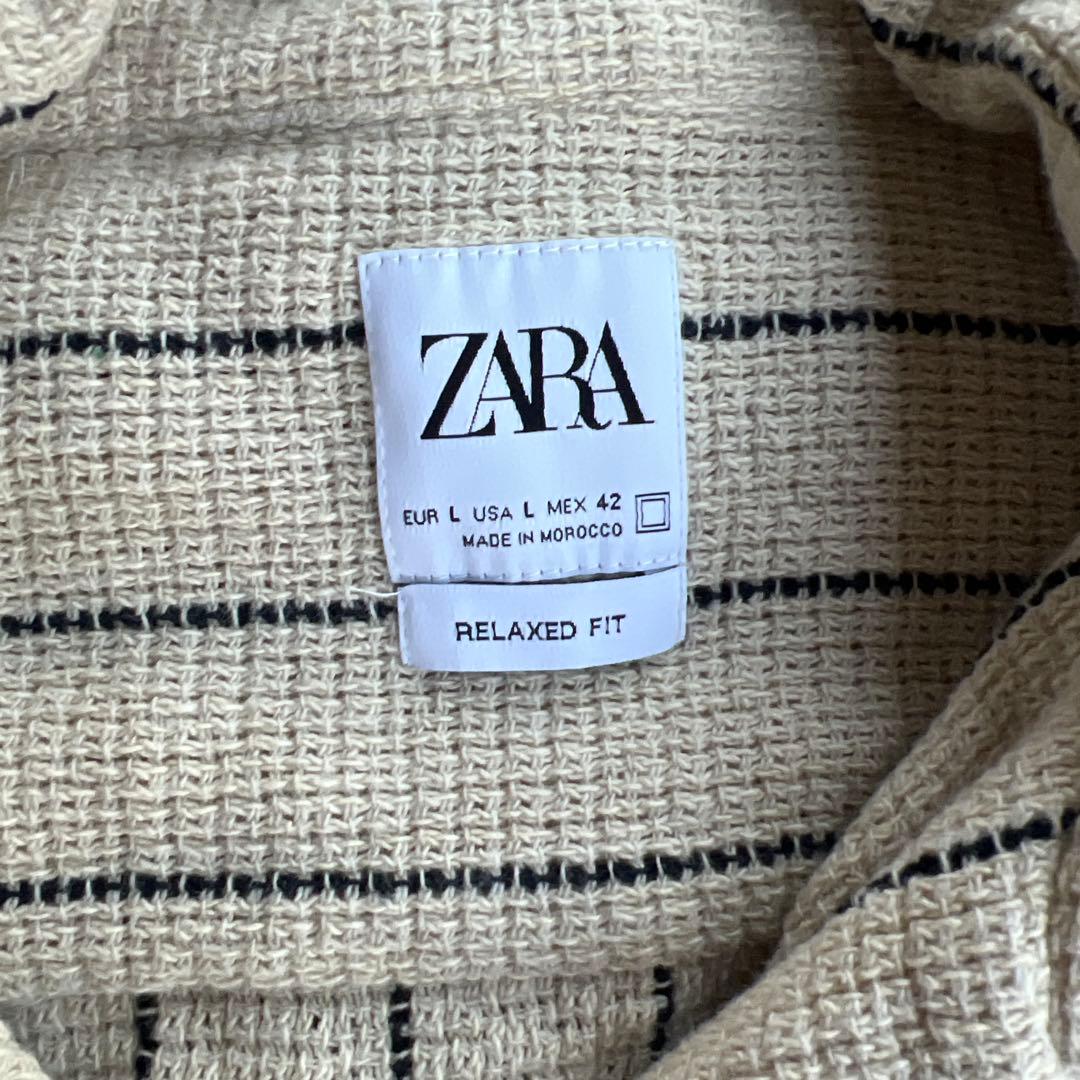 ZARA
EUR L USA L MEX 42
MADE IN MOROCCO
RELAXED FIT